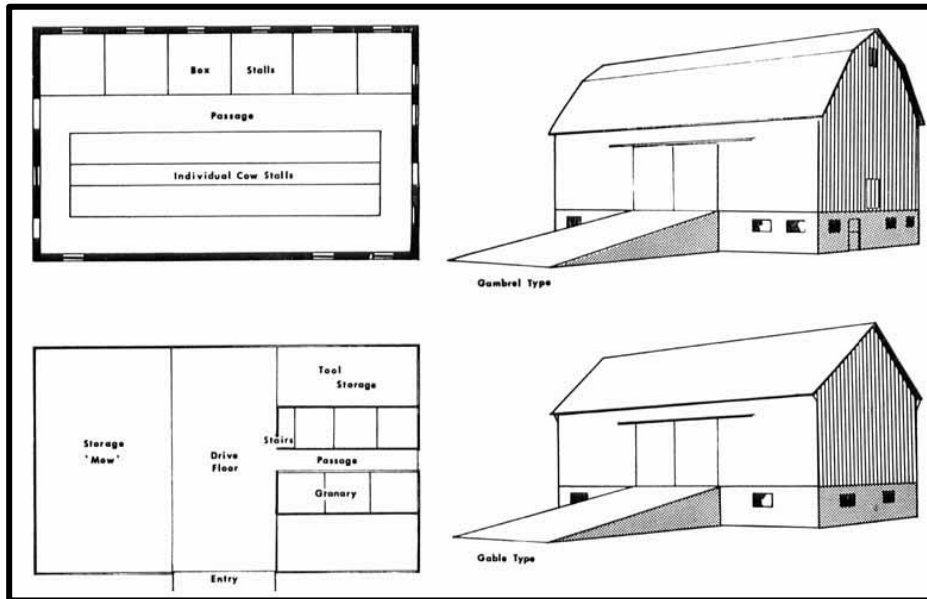 Box Stalls
Passage
Individual Cow Stalls
Gambrel Type
Tool
Storage
Stairs
Storage
'Mow'
Drive
Floor
Passage
Granary
Entry
Gable Type